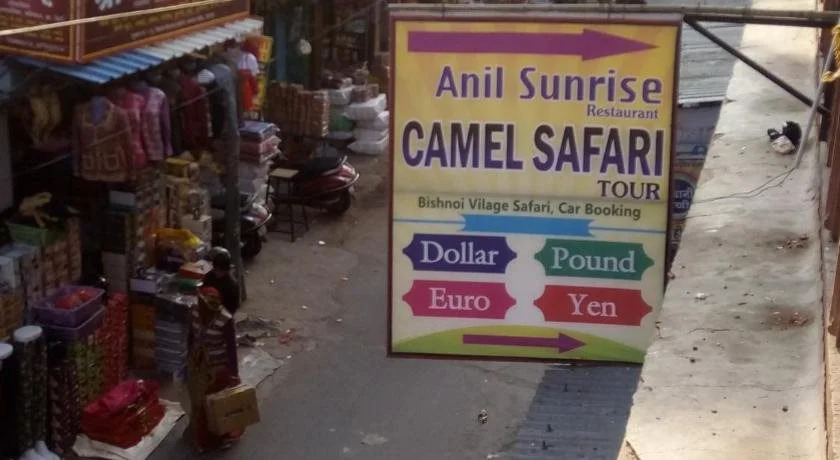 Anil Sunrise
Restaurant
CAMEL SAFARI
TOUR
Bishnoi Vilage Safari, Car Booking
Dollar
Pound
Euro
Yen